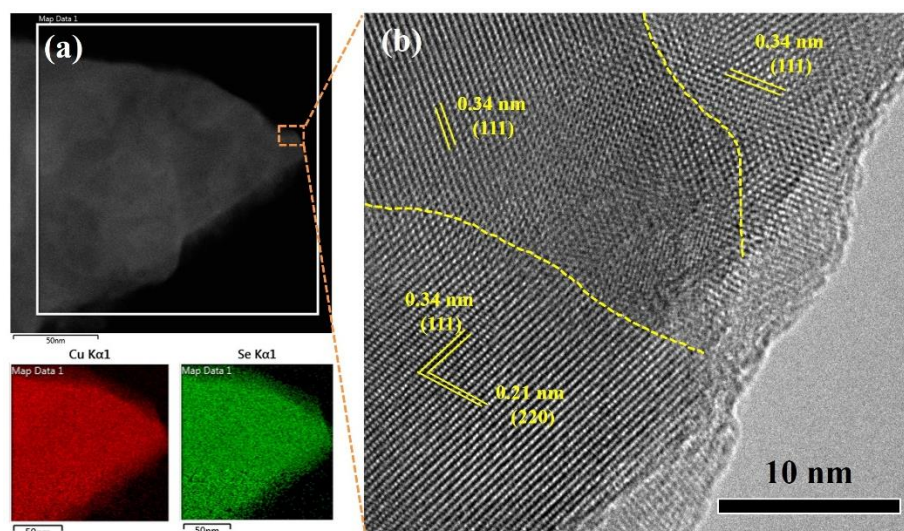 Map Data 1
(a)
50nm
Cu Kα1
Map Data 1
50nm
Se Kα1
Map Data 1
50nm
(b)
0.34 nm
(111)
0.34 nm
(111)
0.34 nm
(111)
0.21 nm
(220)
10 nm